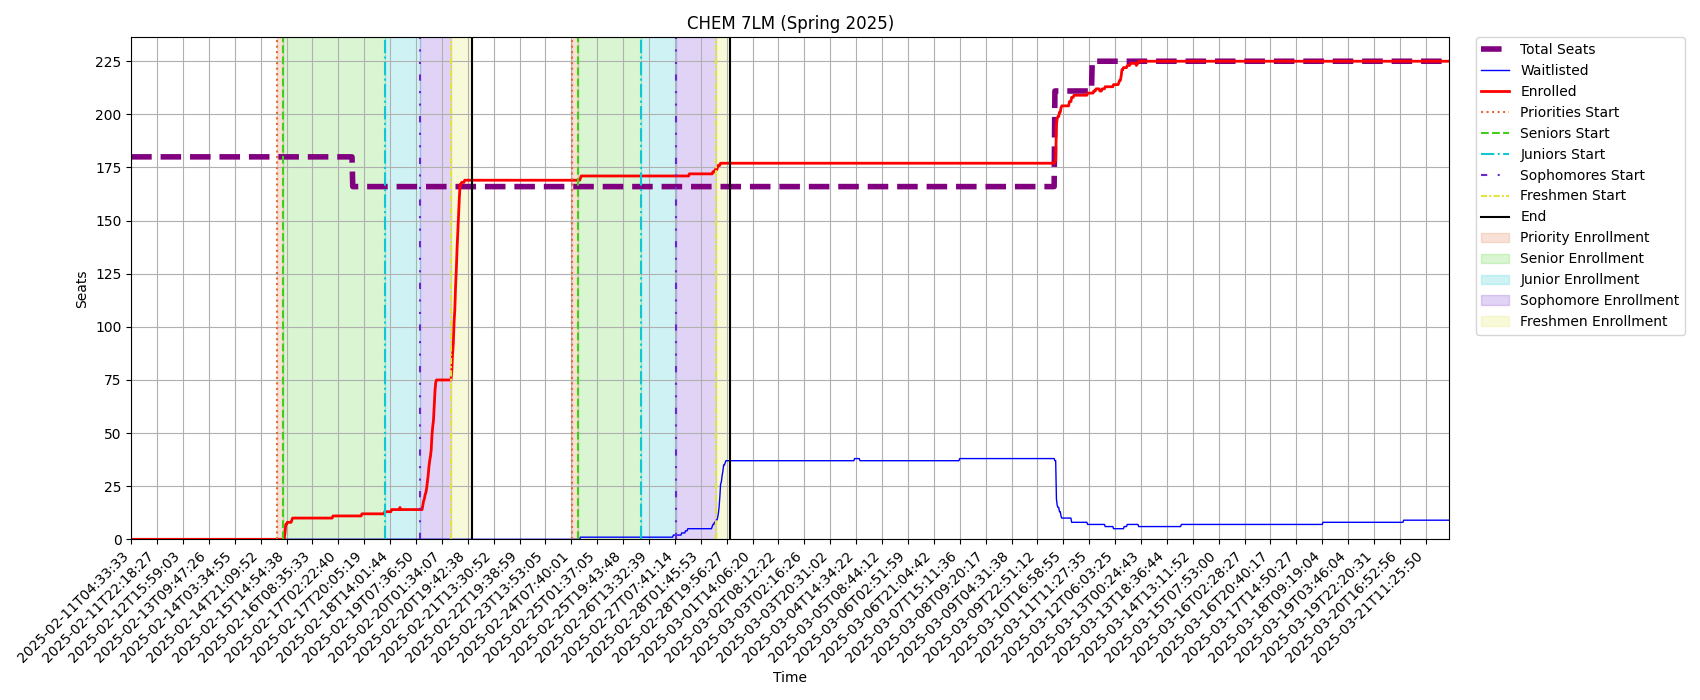 CHEM 7LM (Spring 2025)
Seats
225
200
175
150
125
100
75
50
25
0
2025-02-11T04:33:33
2025-02-11T22:18:27
2025-02-12T15:59:03
2025-02-13T09:47:26
2025-02-14T03:34:55
2025-02-14T21:09:52
2025-02-15T14:54:38
2025-02-16T08:35:33
2025-02-17T02:22:40
2025-02-17T20:05:19
2025-02-18T14:01:44
2025-02-19T07:36:50
2025-02-20T01:34:07
2025-02-20T19:42:38
2025-02-21T13:30:52
2025-02-22T19:38:59
2025-02-23T13:53:05
2025-02-24T07:40:01
2025-02-25T01:37:05
2025-02-25T19:43:48
2025-02-26T13:32:39
2025-02-27T07:41:14
2025-02-28T01:45:53
2025-02-28T19:56:27
2025-03-01T14:06:20
2025-03-02T08:12:22
2025-03-03T02:16:26
2025-03-03T20:31:02
2025-03-04T14:34:22
2025-03-05T08:44:12
2025-03-06T02:51:59
2025-03-06T21:04:42
2025-03-07T15:11:36
2025-03-08T09:20:17
2025-03-09T04:31:38
2025-03-09T22:51:12
2025-03-10T16:58:55
2025-03-11T11:27:35
2025-03-12T06:03:25
2025-03-13T00:24:43
2025-03-13T18:36:44
2025-03-14T13:11:52
2025-03-15T07:53:00
2025-03-16T02:28:27
2025-03-16T20:40:17
2025-03-17T14:50:27
2025-03-18T09:19:04
2025-03-19T03:46:04
2025-03-19T22:20:31
2025-03-20T16:52:56
2025-03-21T11:25:50
Time
Total Seats
Waitlisted
Enrolled
Priorities Start
Seniors Start
Juniors Start
Sophomores Start
Freshmen Start
End
Priority Enrollment
Senior Enrollment
Junior Enrollment
Sophomore Enrollment
Freshmen Enrollment